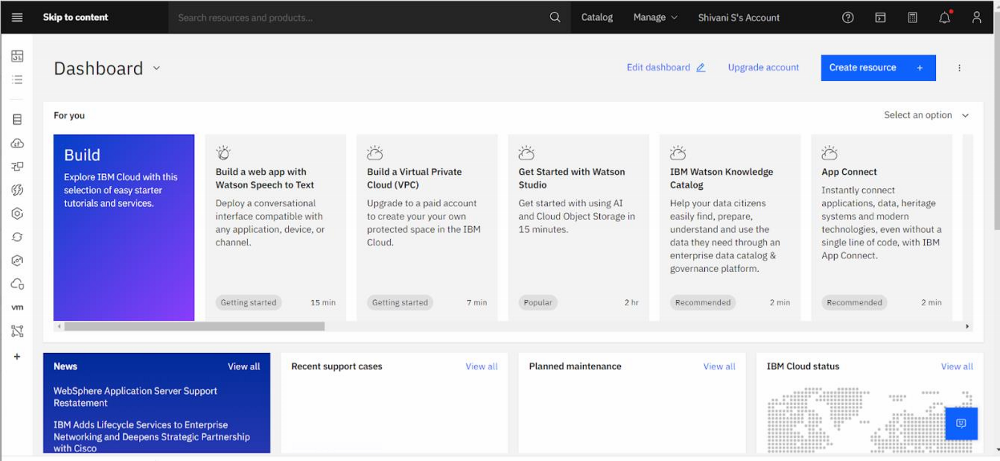 Skip to content
Search resources and products...
Catalog
Manage
Shivani S's Account
Dashboard
Edit dashboard
Upgrade account
Create resource +
For you
Select an option
Build
Explore IBM Cloud with this
selection of easy starter
tutorials and services.
Build a web app with
Watson Speech to Text
Deploy a conversational
interface compatible with
any application, device, or
channel.
Getting started
15 min
Build a Virtual Private
Cloud (VPC)
Upgrade to a paid account
to create your your own
protected space in the IBM
Cloud.
Getting started
7 min
Get Started with Watson
Studio
Get started with using AI
and Cloud Object Storage in
15 minutes.
Popular
2 hr
IBM Watson Knowledge
Catalog
Help your data citizens
easily find, prepare,
understand and use the
data they need through an
enterprise data catalog &
governance platform.
Recommended
2 min
App Connect
Instantly connect
applications, data, heritage
systems and modern
technologies, even without a
single line of code, with IBM
App Connect.
Recommended
2 min
vm
News
View all
WebSphere Application Server Support
Restatement
IBM Adds Lifecycle Services to Enterprise
Networking and Deepens Strategic Partnership
with Cisco
Recent support cases
View all
Planned maintenance
View all
IBM Cloud status
View all